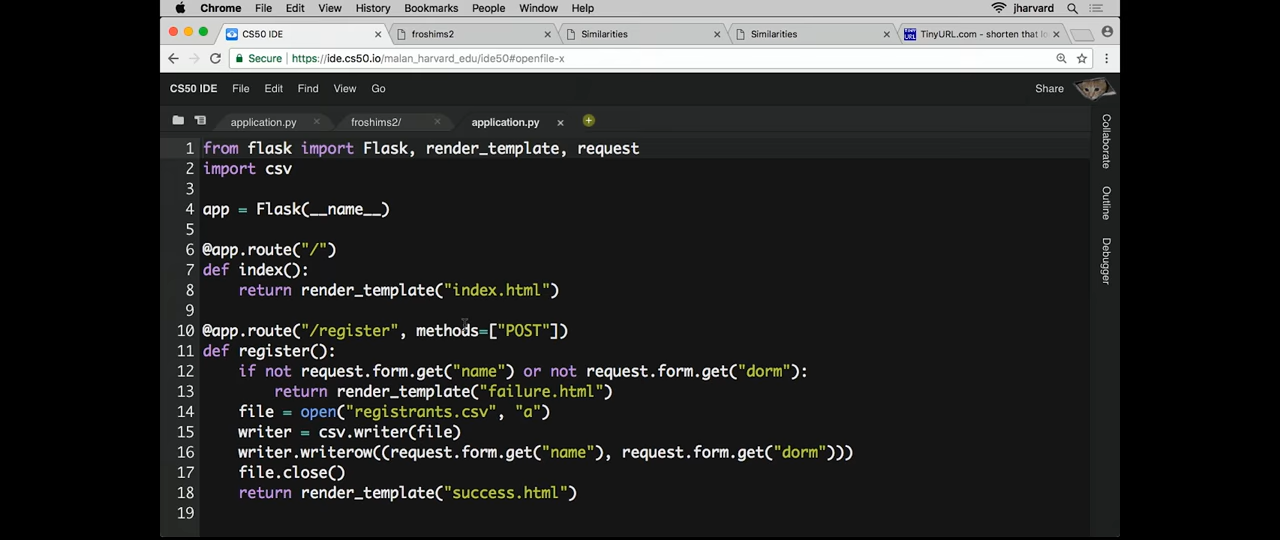 Chrome File Edit View History Bookmarks People Window Help jharvard
CS50 IDE froshims2 Similarities Similarities TinyURL.com - shorten that lo
Secure https://ide.cs50.io/malan_harvard_edu/ide50#openfile-x
CS50 IDE File Edit Find View Go Share
application.py froshims2/ application.py
Collaborate
Outline
Debugger
1 from flask import Flask, render_template, request
2 import csv
3
4 app = Flask(__name__)
5
6 @app.route("/")
7 def index():
8 return render_template("index.html")
9
10 @app.route("/register", methods=["POST"])
11 def register():
12 if not request.form.get("name") or not request.form.get("dorm"):
13 return render_template("failure.html")
14 file = open("registrants.csv", "a")
15 writer = csv.writer(file)
16 writer.writerow((request.form.get("name"), request.form.get("dorm")))
17 file.close()
18 return render_template("success.html")
19